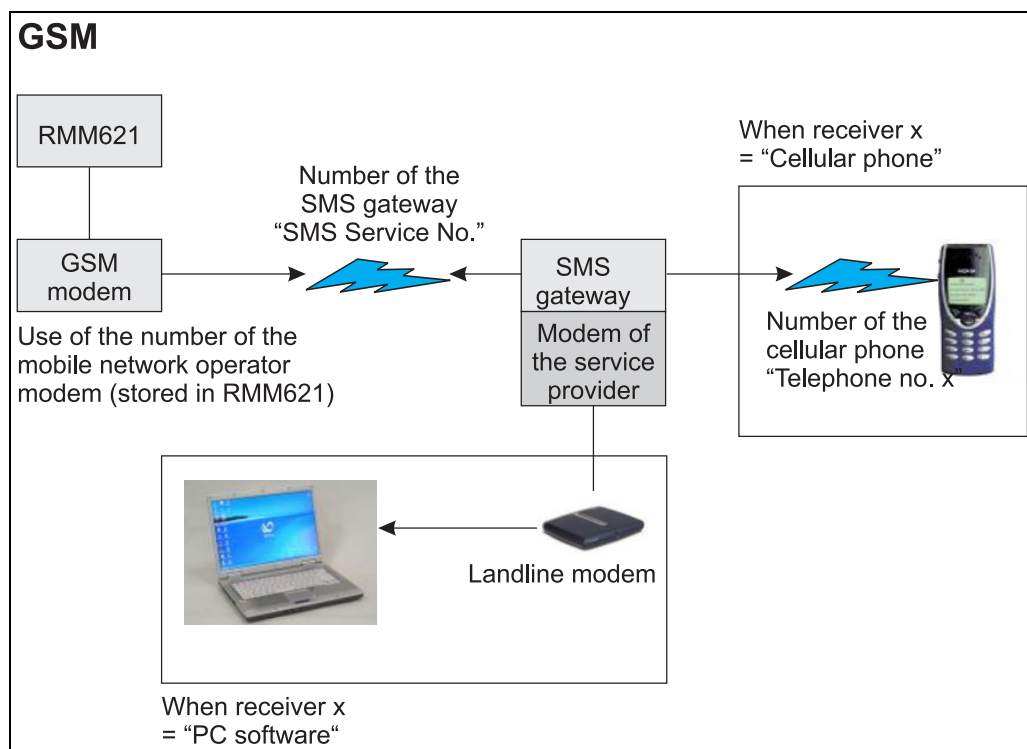 GSM
RMM621
GSM
modem
Use of the number of the
mobile network operator
modem (stored in RMM621)
Number of the
SMS gateway
“SMS Service No.”
SMS
gateway
Modem of
the service
provider
When receiver x
= “Cellular phone”
NOKIA
Number of the
cellular phone
“Telephone no. x”
Landline modem
When receiver x
= “PC software“